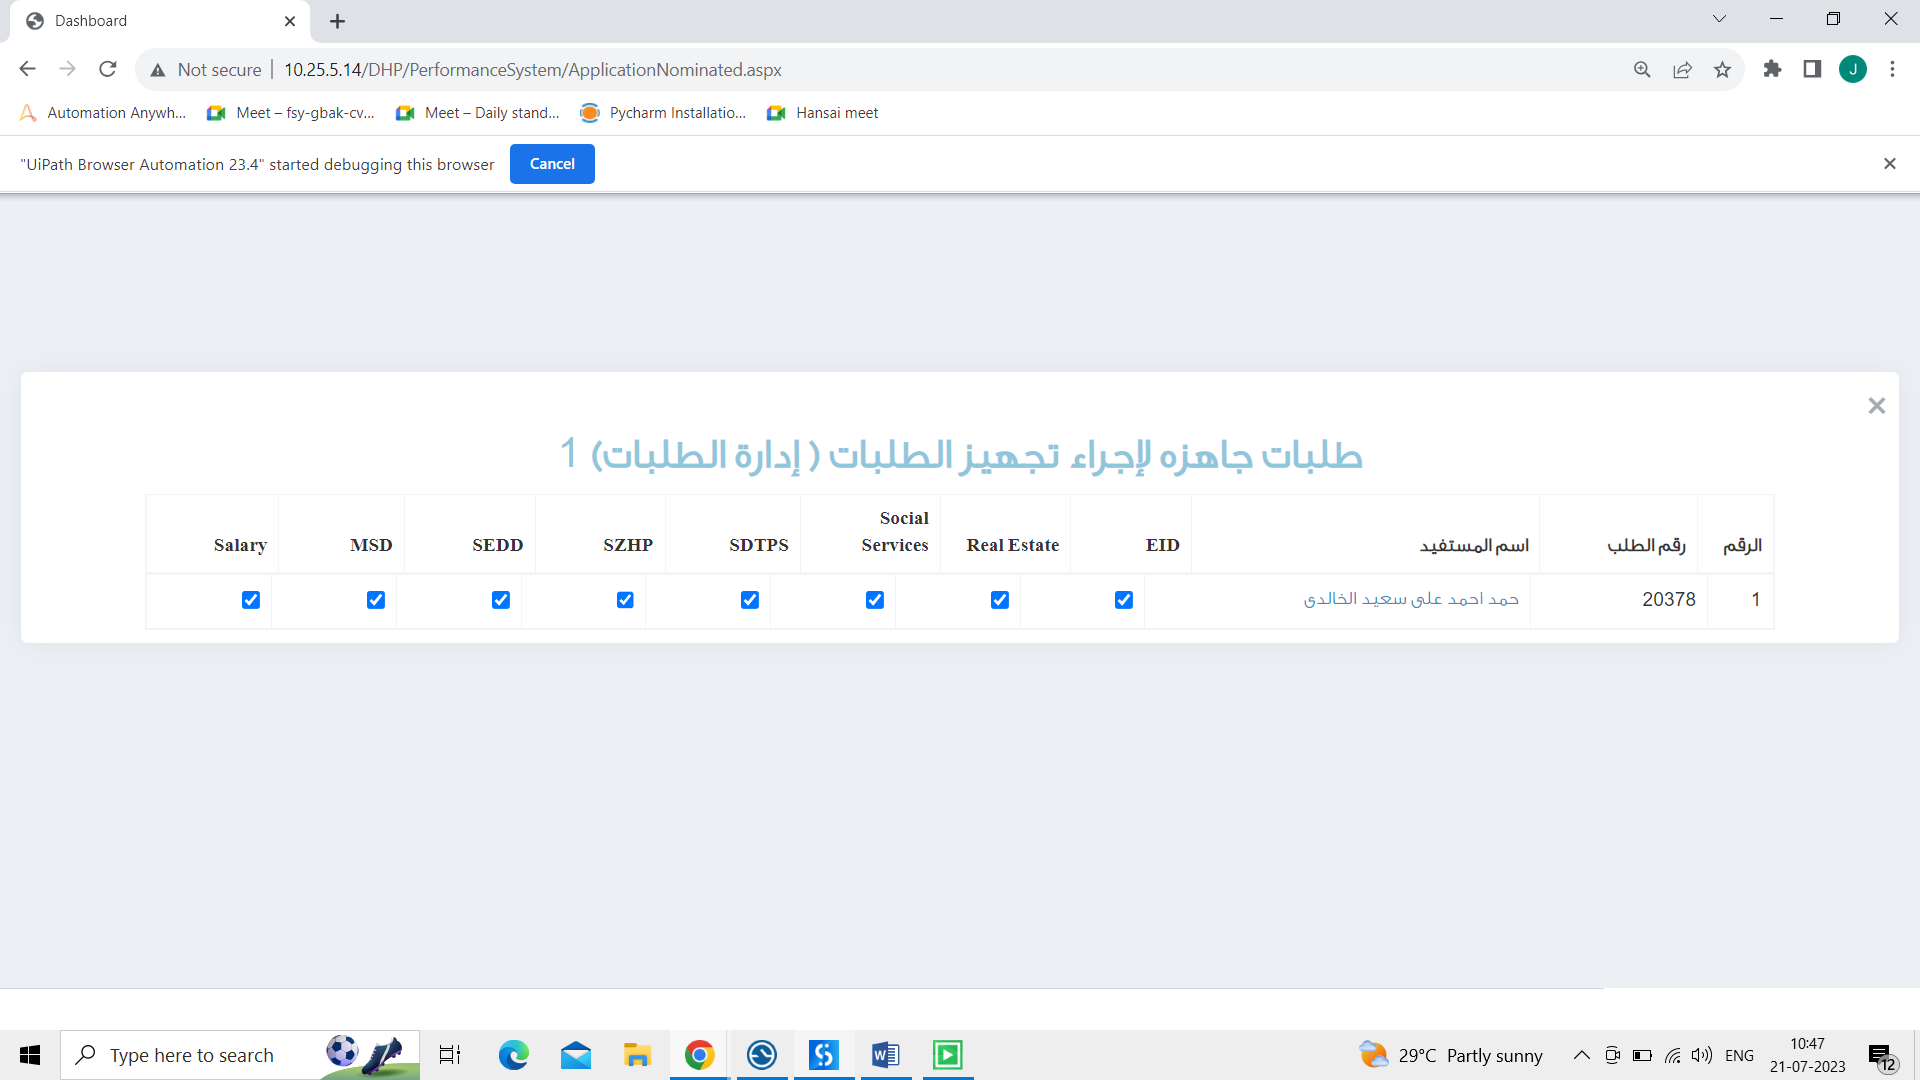 Dashboard
Not secure
10.25.5.14/DHP/PerformanceSystem/ApplicationNominated.aspx
J
Automation Anywh...
Meet – fsy-gbak-cv...
Meet – Daily stand...
Pycharm Installatio...
Hansai meet
"UiPath Browser Automation 23.4" started debugging this browser
Cancel
طلبات جاهزه لإجراء تجهيز الطلبات ( إدارة الطلبات) 1
الرقم
رقم الطلب
اسم المستفيد
EID
Real Estate
Social
Services
SDTPS
SZHP
SEDD
MSD
Salary
1
20378
حمد احمد على سعيد الخالدى
Type here to search
29°C Partly sunny
ENG
10:47
21-07-2023
12